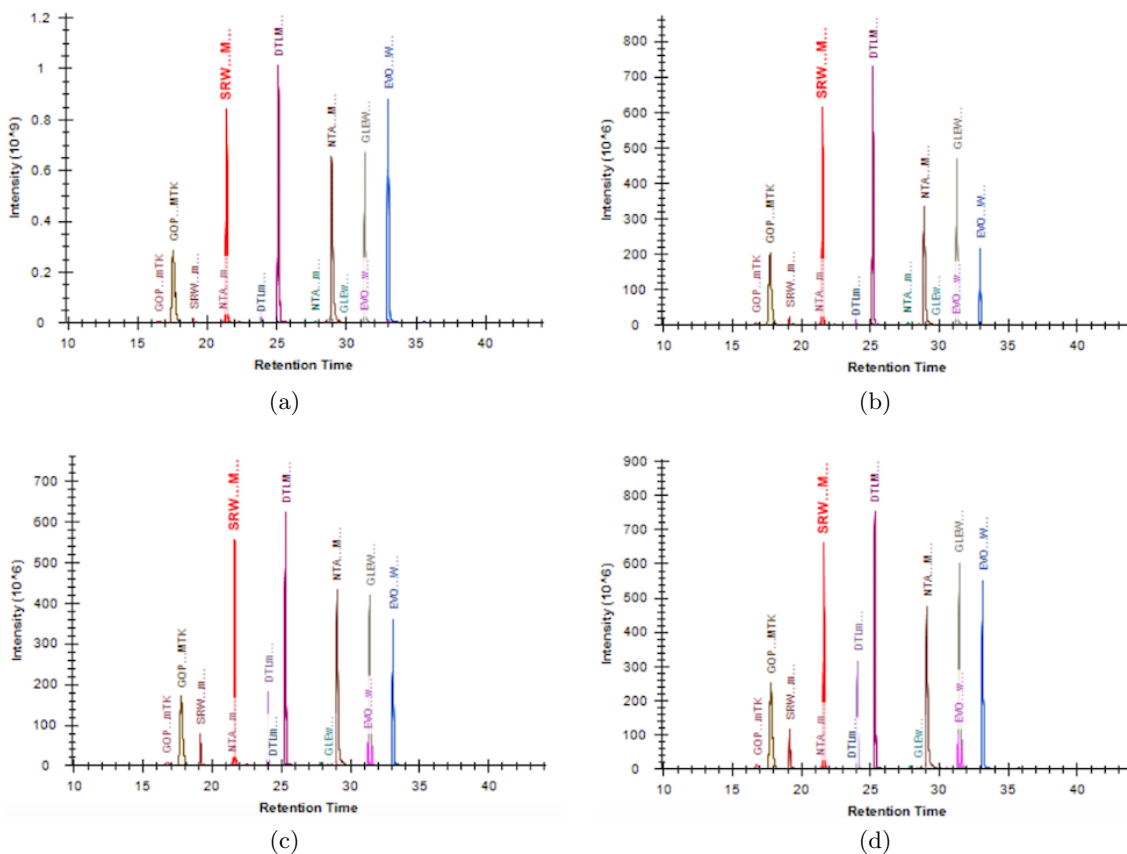 1.2
1
0.8
0.6
0.4
0.2
0
Intensity (10^9)
GOP...mTK
GOP...MTK
SRW...m...
NTA...m...
SRW...M...
DTLm...
DTLM...
NTA...m...
NTA...M...
GLEw...
GLEW...
EVO...w...
EVO...W...
10 15 20 25 30 35 40
Retention Time
(a)
800
700
600
500
400
300
200
100
0
Intensity (10^6)
GOP...mTK
GOP...MTK
SRW...m...
NTA...m...
SRW...M...
DTLm...
DTLM...
NTA...m...
NTA...M...
GLEw...
GLEW...
EVO...w...
EVO...W...
10 15 20 25 30 35 40
Retention Time
(b)
700
600
500
400
300
200
100
0
Intensity (10^6)
GOP...mTK
GOP...MTK
SRW...m...
NTA...m...
SRW...M...
DTLm...
DTLm...
DTLM...
GLEw...
NTA...M...
GLEW...
EVO...w...
EVO...W...
10 15 20 25 30 35 40
Retention Time
(c)
900
800
700
600
500
400
300
200
100
0
Intensity (10^6)
GOP...mTK
GOP...MTK
SRW...m...
NTA...m...
SRW...M...
DTLm...
DTLm...
DTLM...
GLEw...
NTA...M...
GLEW...
EVO...w...
EVO...W...
10 15 20 25 30 35 40
Retention Time
(d)